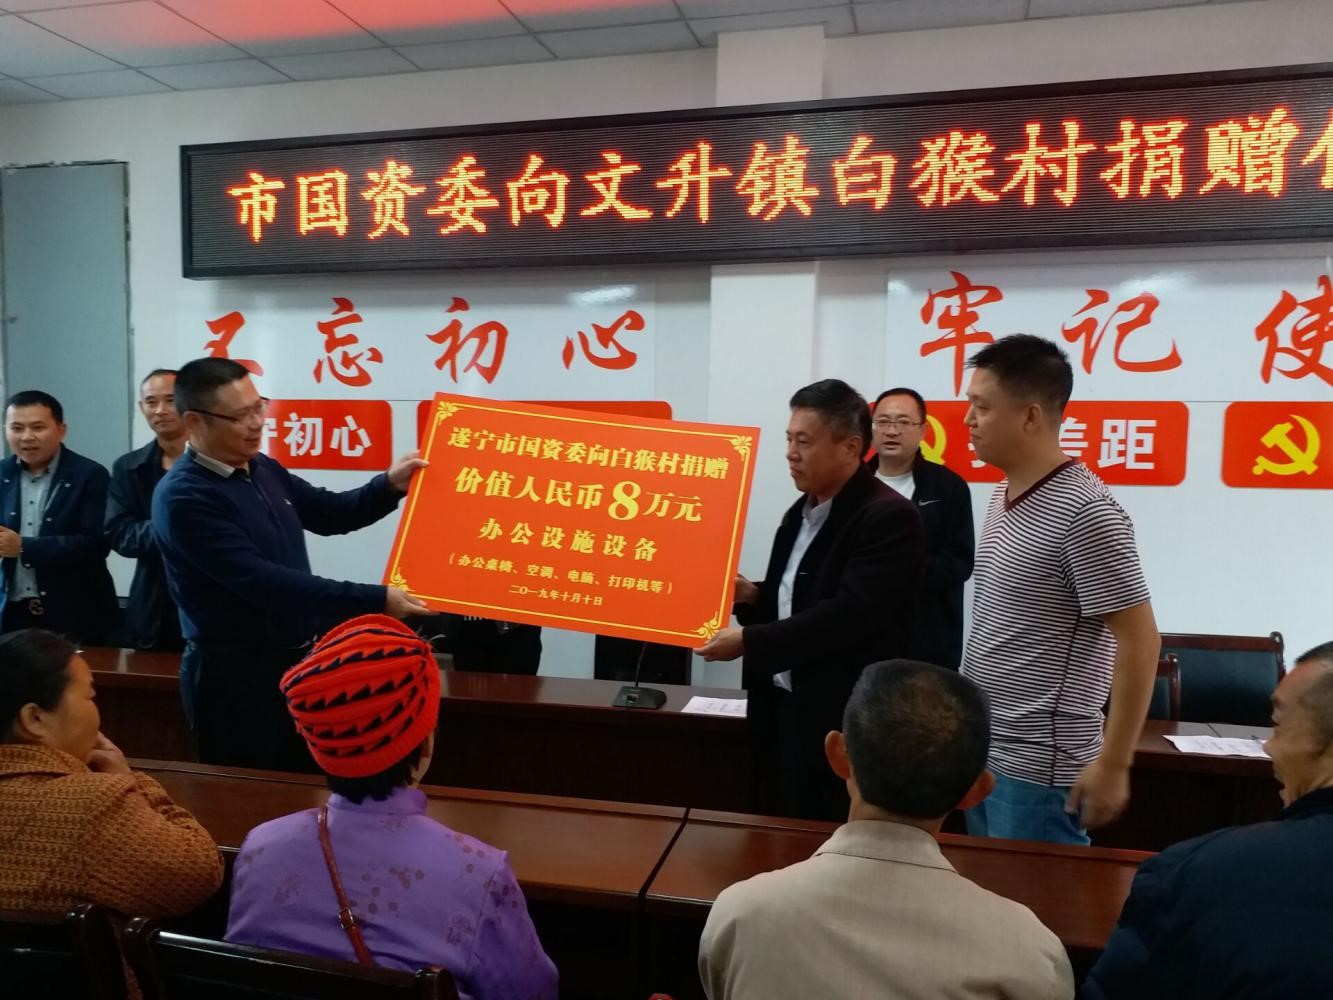 市国资委向文升镇白猴村捐赠
不忘初心
牢记使
守初心
差距
遂宁市国资委向白猴村捐赠
价值人民币8万元
办公设施设备
（办公桌椅、空调、电脑、打印机等）
二〇一九年十月十日